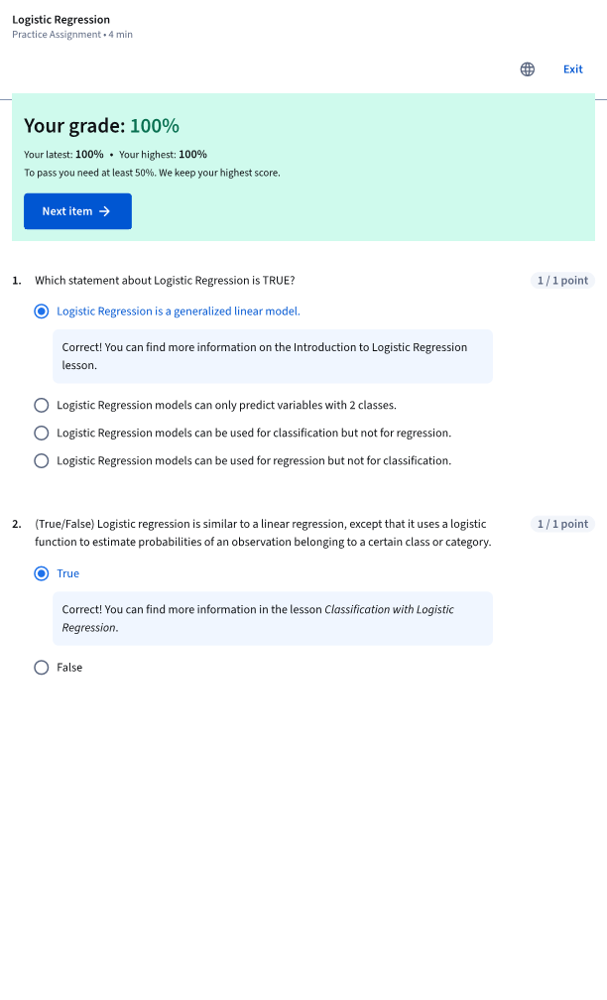 Logistic Regression
Practice Assignment • 4 min
Exit
Your grade: 100%
Your latest: 100% • Your highest: 100%
To pass you need at least 50%. We keep your highest score.
Next item →
1. Which statement about Logistic Regression is TRUE? 1 / 1 point
Logistic Regression is a generalized linear model.
Correct! You can find more information on the Introduction to Logistic Regression
lesson.
Logistic Regression models can only predict variables with 2 classes.
Logistic Regression models can be used for classification but not for regression.
Logistic Regression models can be used for regression but not for classification.
2. (True/False) Logistic regression is similar to a linear regression, except that it uses a logistic 1 / 1 point
function to estimate probabilities of an observation belonging to a certain class or category.
True
Correct! You can find more information in the lesson Classification with Logistic
Regression.
False